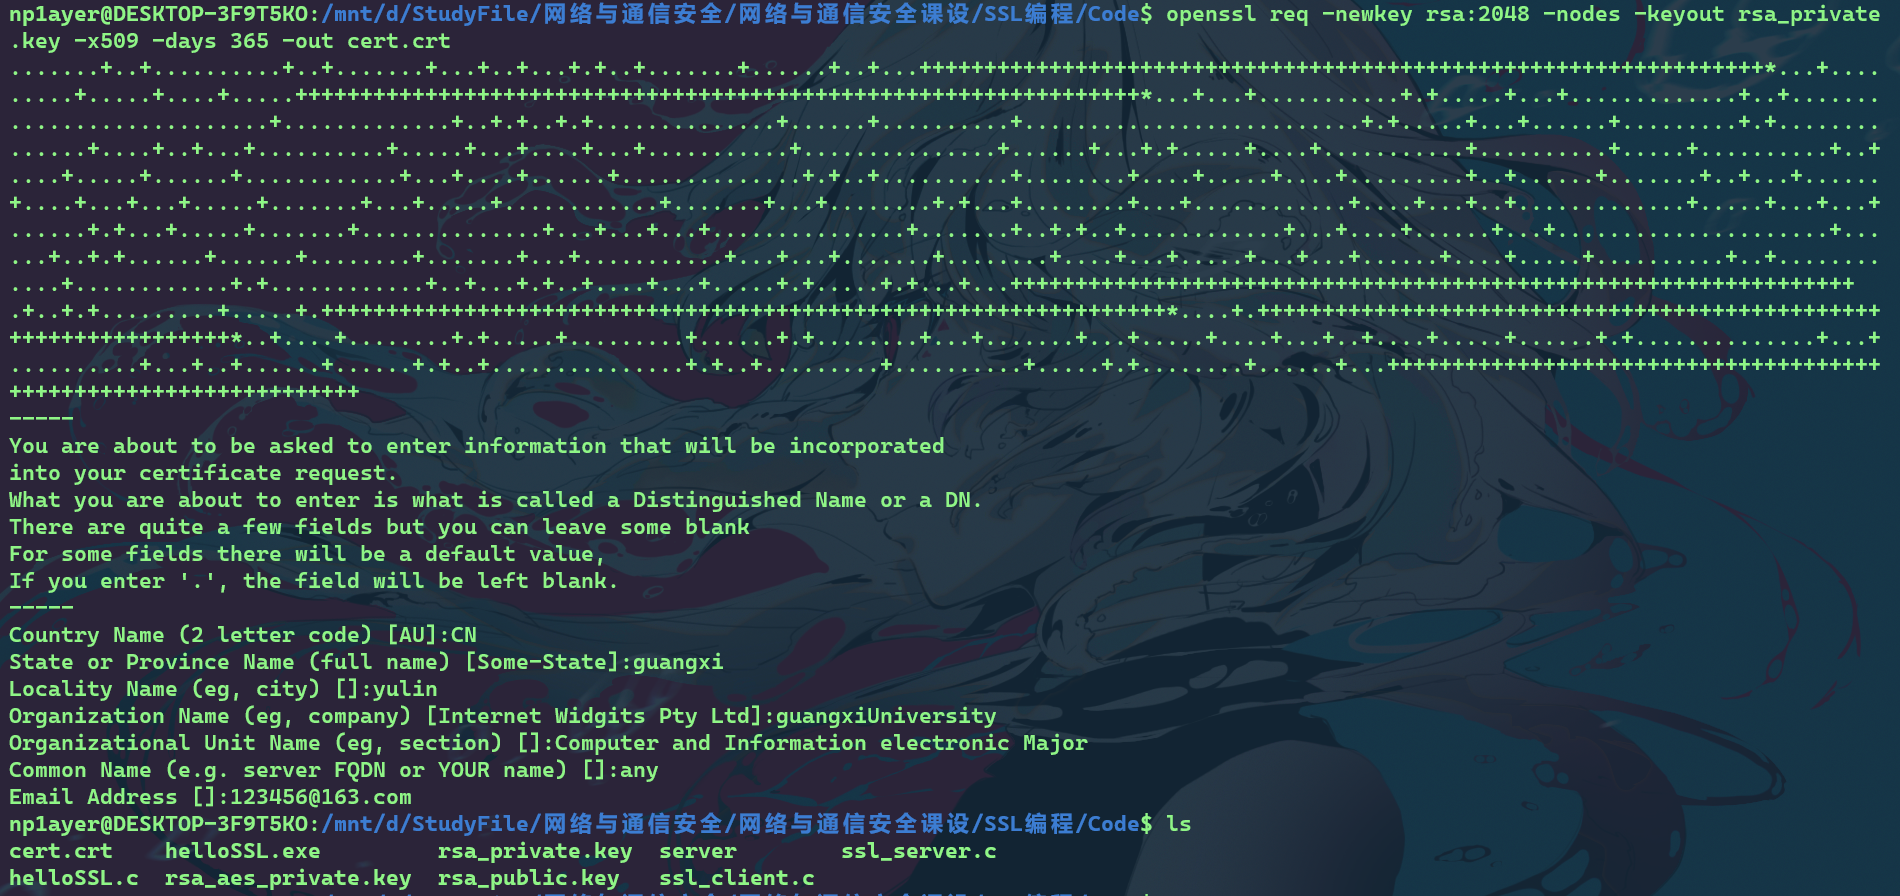 np1ayer@DESKTOP-3F9T5KO:/mnt/d/StudyFile/网络与通信安全/网络与通信安全课设/SSL编程/Code$ openssl req -newkey rsa:2048 -nodes -keyout rsa_private
.key -x509 -days 365 -out cert.crt
-----
You are about to be asked to enter information that will be incorporated
into your certificate request.
What you are about to enter is what is called a Distinguished Name or a DN.
There are quite a few fields but you can leave some blank
For some fields there will be a default value,
If you enter '.', the field will be left blank.
-----
Country Name (2 letter code) [AU]:CN
State or Province Name (full name) [Some-State]:guangxi
Locality Name (eg, city) []:yulin
Organization Name (eg, company) [Internet Widgits Pty Ltd]:guangxiUniversity
Organizational Unit Name (eg, section) []:Computer and Information electronic Major
Common Name (e.g. server FQDN or YOUR name) []:any
Email Address []:123456@163.com
np1ayer@DESKTOP-3F9T5KO:/mnt/d/StudyFile/网络与通信安全/网络与通信安全课设/SSL编程/Code$ ls
cert.crt    helloSSL.exe         rsa_private.key  server        ssl_server.c
helloSSL.c  rsa_aes_private.key  rsa_public.key   ssl_client.c